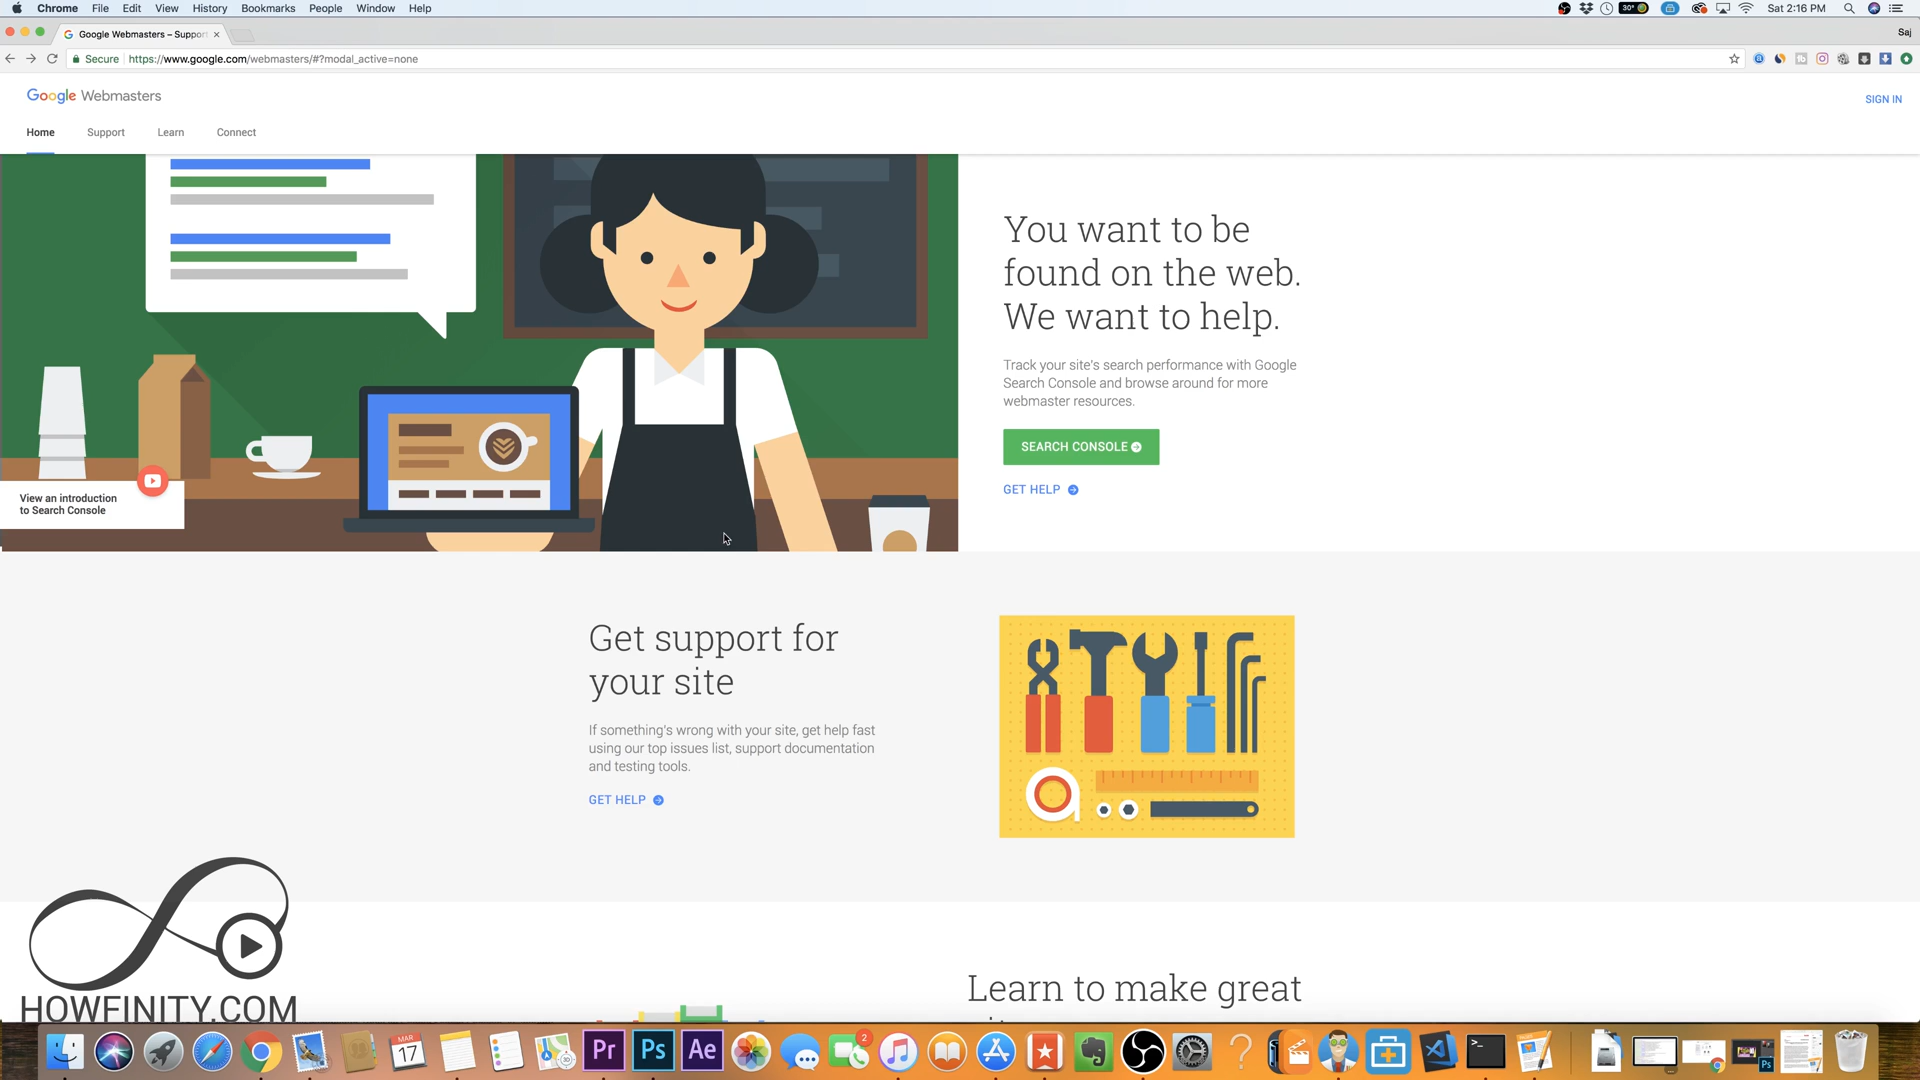 Chrome File Edit View History Bookmarks People Window Help
30°
Sat 2:16 PM
Google Webmasters – Suppor
Saj
Secure https://www.google.com/webmasters/#?modal_active=none
Google Webmasters
SIGN IN
Home Support Learn Connect
You want to be
found on the web.
We want to help.
Track your site's search performance with Google
Search Console and browse around for more
webmaster resources.
SEARCH CONSOLE
GET HELP
View an introduction
to Search Console
Get support for
your site
If something's wrong with your site, get help fast
using our top issues list, support documentation
and testing tools.
GET HELP
Learn to make great
HOWFINITY.COM
MAR
17
Pr
Ps
Ae
2